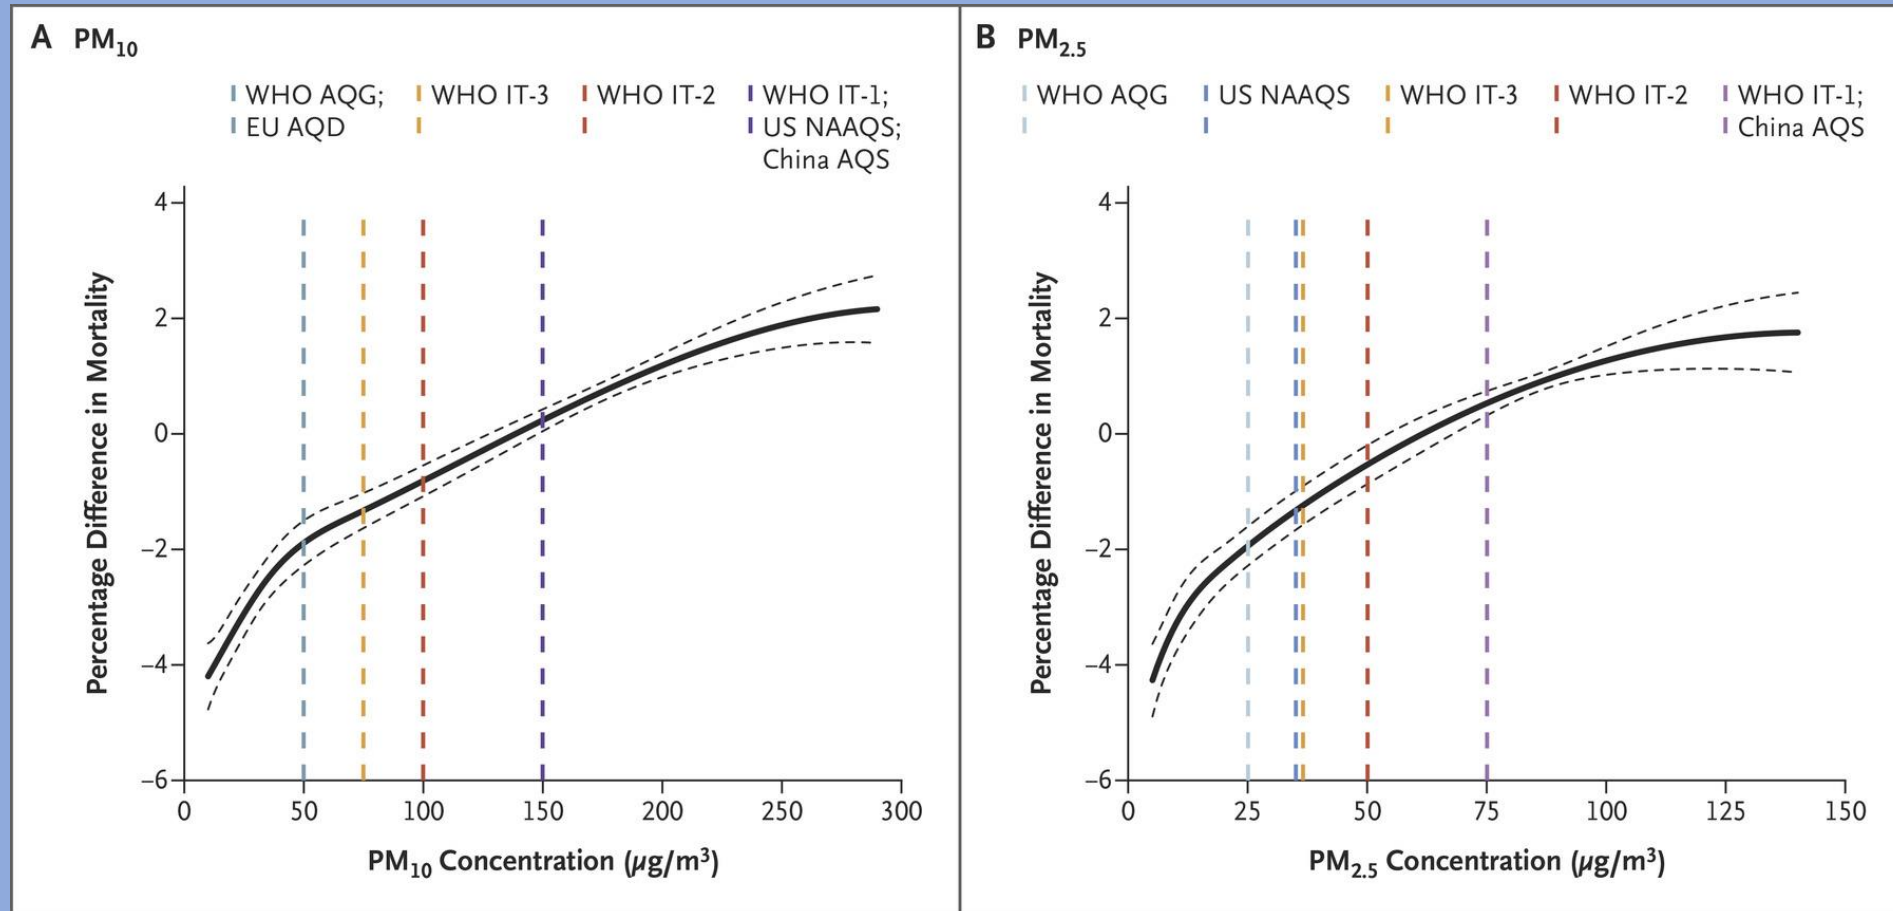 A PM10
WHO AQG;
EU AQD
WHO IT-3
WHO IT-2
WHO IT-1;
US NAAQS;
China AQS
Percentage Difference in Mortality
4
2
0
–2
–4
–6
0 50 100 150 200 250 300
PM10 Concentration (μg/m³)
B PM2.5
WHO AQG
US NAAQS
WHO IT-3
WHO IT-2
WHO IT-1;
China AQS
Percentage Difference in Mortality
4
2
0
–2
–4
–6
0 25 50 75 100 125 150
PM2.5 Concentration (μg/m³)